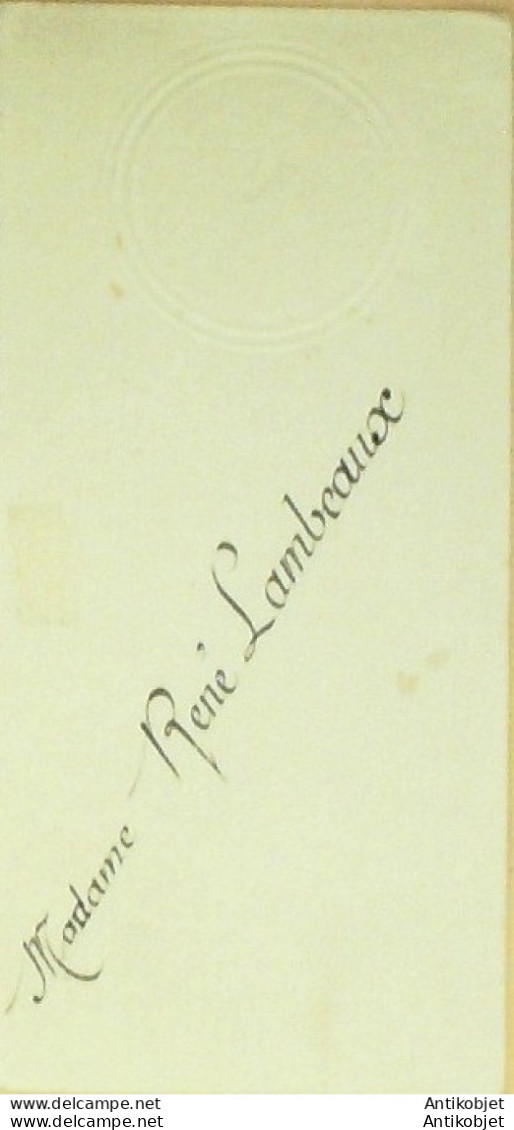 Madame René Lambeaux
www.delcampe.net Antikobjet
www.delcampe.net Antikobjet